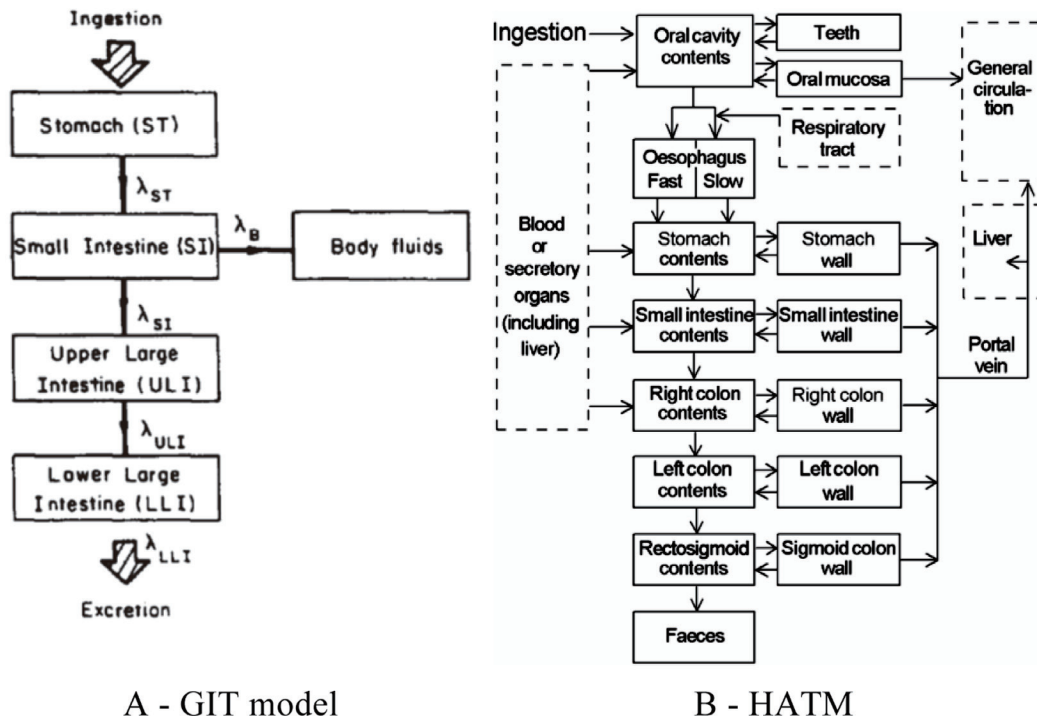 Ingestion
Stomach (ST)
λST
Small Intestine (SI)
λB
Body fluids
λSI
Upper Large
Intestine (ULI)
λULI
Lower Large
Intestine (LLI)
λLLI
Excretion
A - GIT model
Ingestion
Oral cavity
contents
Teeth
Oral mucosa
General
circula-
tion
Respiratory
tract
Oesophagus
Fast Slow
Blood
or
secretory
organs
(including
liver)
Stomach
contents
Stomach
wall
Liver
Small intestine
contents
Small intestine
wall
Portal
vein
Right colon
contents
Right colon
wall
Left colon
contents
Left colon
wall
Rectosigmoid
contents
Sigmoid colon
wall
Faeces
B - HATM